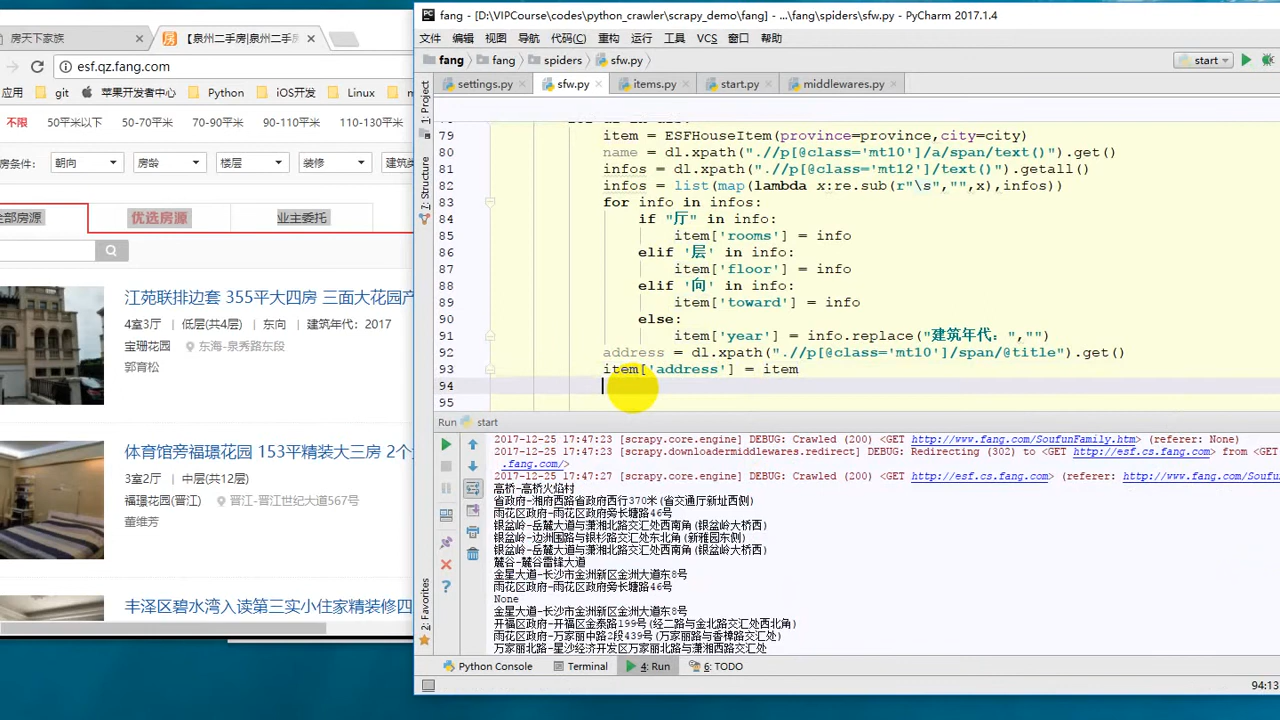 房天下家族
【泉州二手房|泉州二手房
esf.qz.fang.com
应用 git 苹果开发者中心 Python iOS开发 Linux
不限 50平米以下 50-70平米 70-90平米 90-110平米 110-130平米
房条件: 朝向 房龄 楼层 装修 建筑类
全部房源 优选房源 业主委托
江苑联排边套 355平大四房 三面大花园产
4室3厅 | 低层(共4层) | 东向 | 建筑年代：2017
宝珊花园 东海-泉秀路东段
郭育松
体育馆旁福璟花园 153平精装大三房 2个
3室2厅 | 中层(共12层)
福璟花园(晋江) 晋江-晋江世纪大道567号
董维芳
丰泽区碧水湾入读第三实小住家精装修四
fang - [D:\VIPCourse\codes\python_crawler\scrapy_demo\fang] - ...\fang\spiders\sfw.py - PyCharm 2017.1.4
文件 编辑 视图 导航 代码(C) 重构 运行 工具 VCS 窗口 帮助
fang fang spiders sfw.py start
settings.py sfw.py items.py start.py middlewares.py
1: Project
7: Structure
2: Favorites
79 item = ESFHouseItem(province=province,city=city)
80 name = dl.xpath(".//p[@class='mt10']/a/span/text()").get()
81 infos = dl.xpath(".//p[@class='mt12']/text()").getall()
82 infos = list(map(lambda x:re.sub(r"\s","",x),infos))
83 for info in infos:
84 if "厅" in info:
85 item['rooms'] = info
86 elif '层' in info:
87 item['floor'] = info
88 elif '向' in info:
89 item['toward'] = info
90 else:
91 item['year'] = info.replace("建筑年代：","")
92 address = dl.xpath(".//p[@class='mt10']/span/@title").get()
93 item['address'] = item
94
95
Run start
2017-12-25 17:47:23 [scrapy.core.engine] DEBUG: Crawled (200) <GET http://www.fang.com/SoufunFamily.htm> (referer: None)
2017-12-25 17:47:23 [scrapy.downloadermiddlewares.redirect] DEBUG: Redirecting (302) to <GET http://esf.cs.fang.com> from <GET
.fang.com/>
2017-12-25 17:47:27 [scrapy.core.engine] DEBUG: Crawled (200) <GET http://esf.cs.fang.com> (referer: http://www.fang.com/Soufun
高桥-高桥火焰村
省政府-湘府西路省政府西行370米(省交通厅新址西侧)
雨花区政府-雨花区政府旁长塘路46号
银盆岭-岳麓大道与潇湘北路交汇处西南角(银盆岭大桥西)
银盆岭-边洲围路与银杉路交汇处东北角(新雅园东侧)
银盆岭-岳麓大道与潇湘北路交汇处西南角(银盆岭大桥西)
麓谷-麓谷雷锋大道
金星大道-长沙市金洲新区金洲大道东8号
雨花区政府-雨花区政府旁长塘路46号
None
金星大道-长沙市金洲新区金洲大道东8号
开福区政府-开福区金泰路199号(经二路与金北路交汇处西北角)
雨花区政府-万家丽中路2段439号(万家丽路与香樟路交汇处)
万家丽北路-星沙经济开发区万家丽路与潇湘西路交汇处
Python Console Terminal 4: Run 6: TODO
94:13